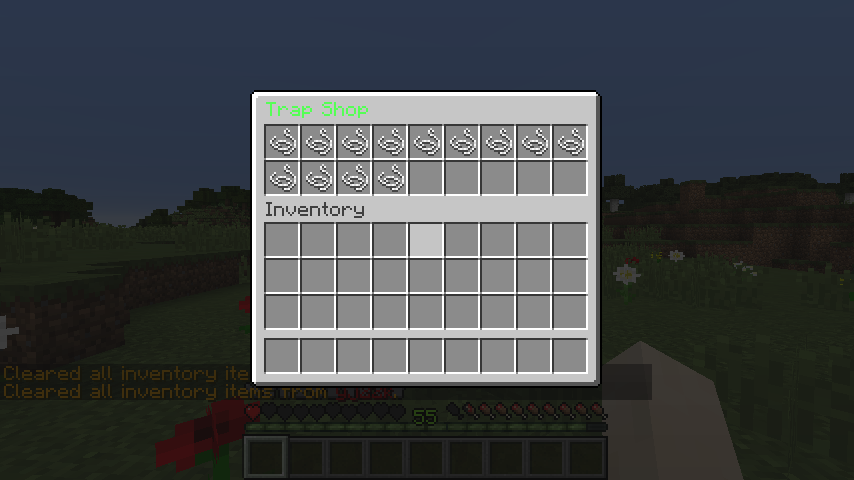 Trap Shop
Inventory
Cleared all inventory ite
Cleared all inventory items from
55